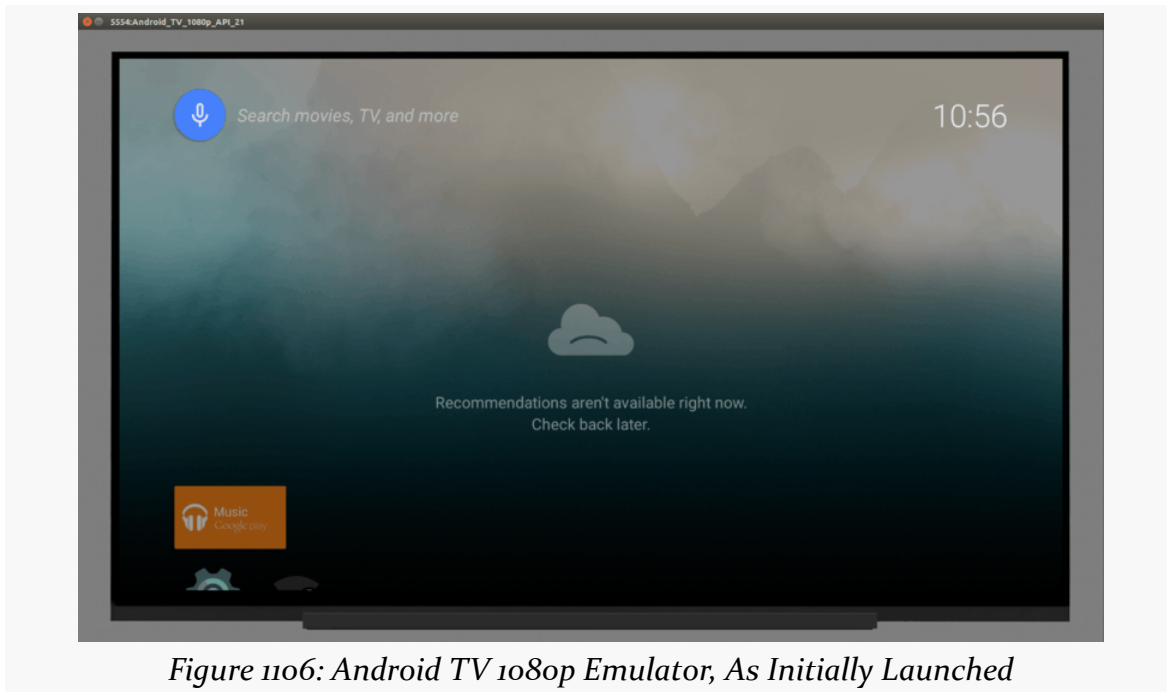 5554:Android_TV_1080p_API_21
Search movies, TV, and more
10:56
Recommendations aren't available right now.
Check back later.
Music
Google play
Figure 1106: Android TV 1080p Emulator, As Initially Launched